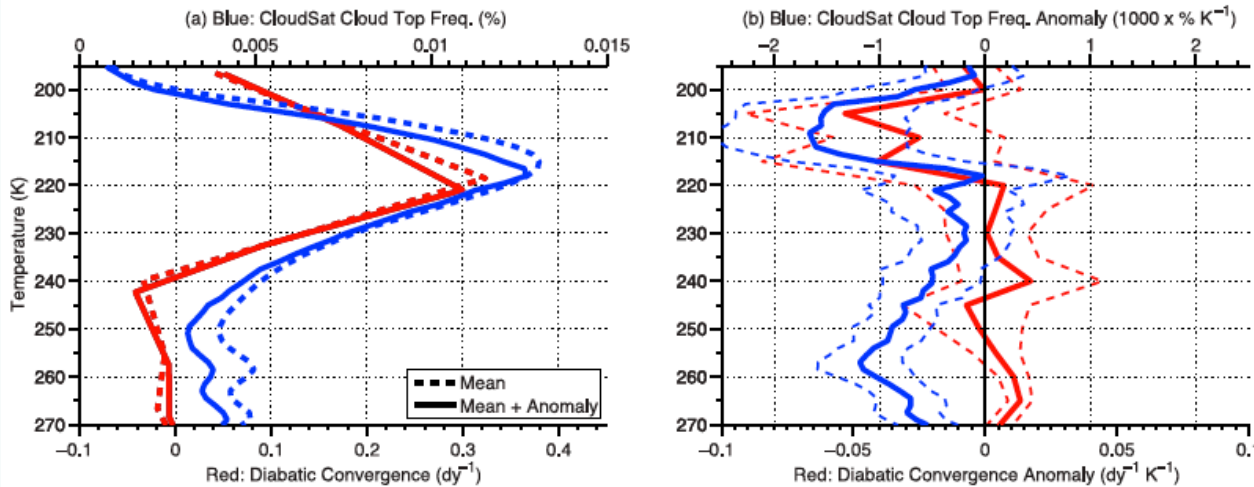 (a) Blue: CloudSat Cloud Top Freq. (%)
0 0.005 0.01 0.015
Temperature (K)
200
210
220
230
240
250
260
270
Mean
Mean + Anomaly
−0.1 0 0.1 0.2 0.3 0.4
Red: Diabatic Convergence (dy⁻¹)
(b) Blue: CloudSat Cloud Top Freq. Anomaly (1000 x % K⁻¹)
−2 −1 0 1 2
200
210
220
230
240
250
260
270
−0.1 −0.05 0 0.05 0.1
Red: Diabatic Convergence Anomaly (dy⁻¹ K⁻¹)